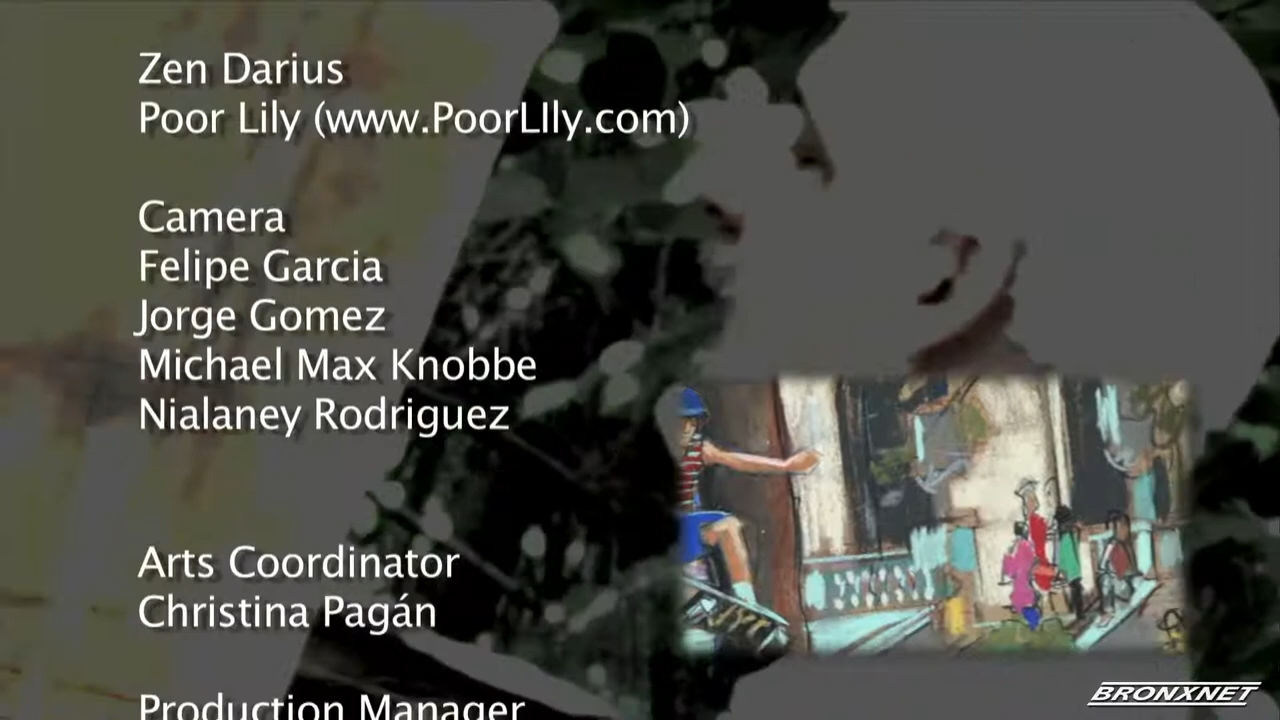 Zen Darius
Poor Lily (www.PoorLIly.com)
Camera
Felipe Garcia
Jorge Gomez
Michael Max Knobbe
Nialaney Rodriguez
Arts Coordinator
Christina Pagán
Production Manager
BRONXNET